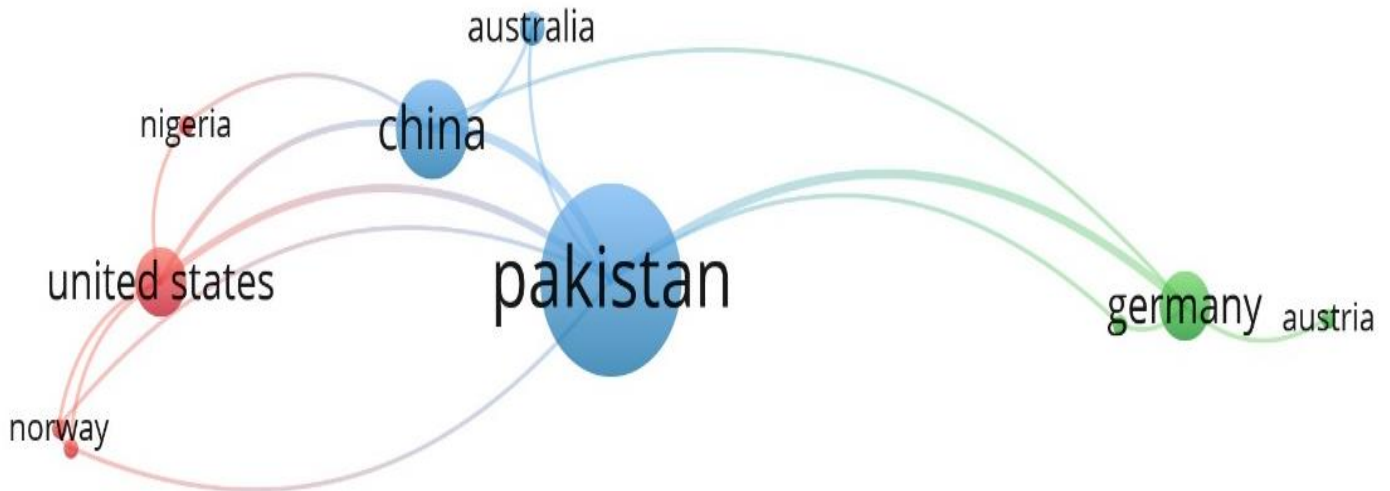 australia
nigeria
china
united states
pakistan
germany
austria
norway